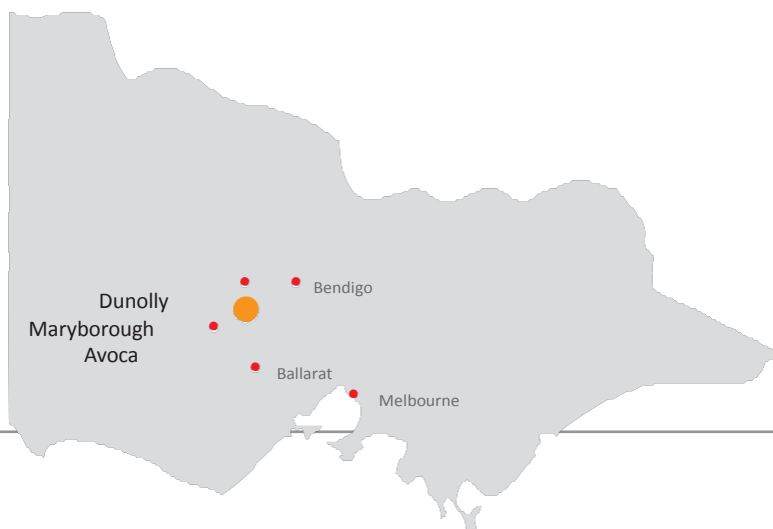 Dunolly
Bendigo
Maryborough
Avoca
Ballarat
Melbourne